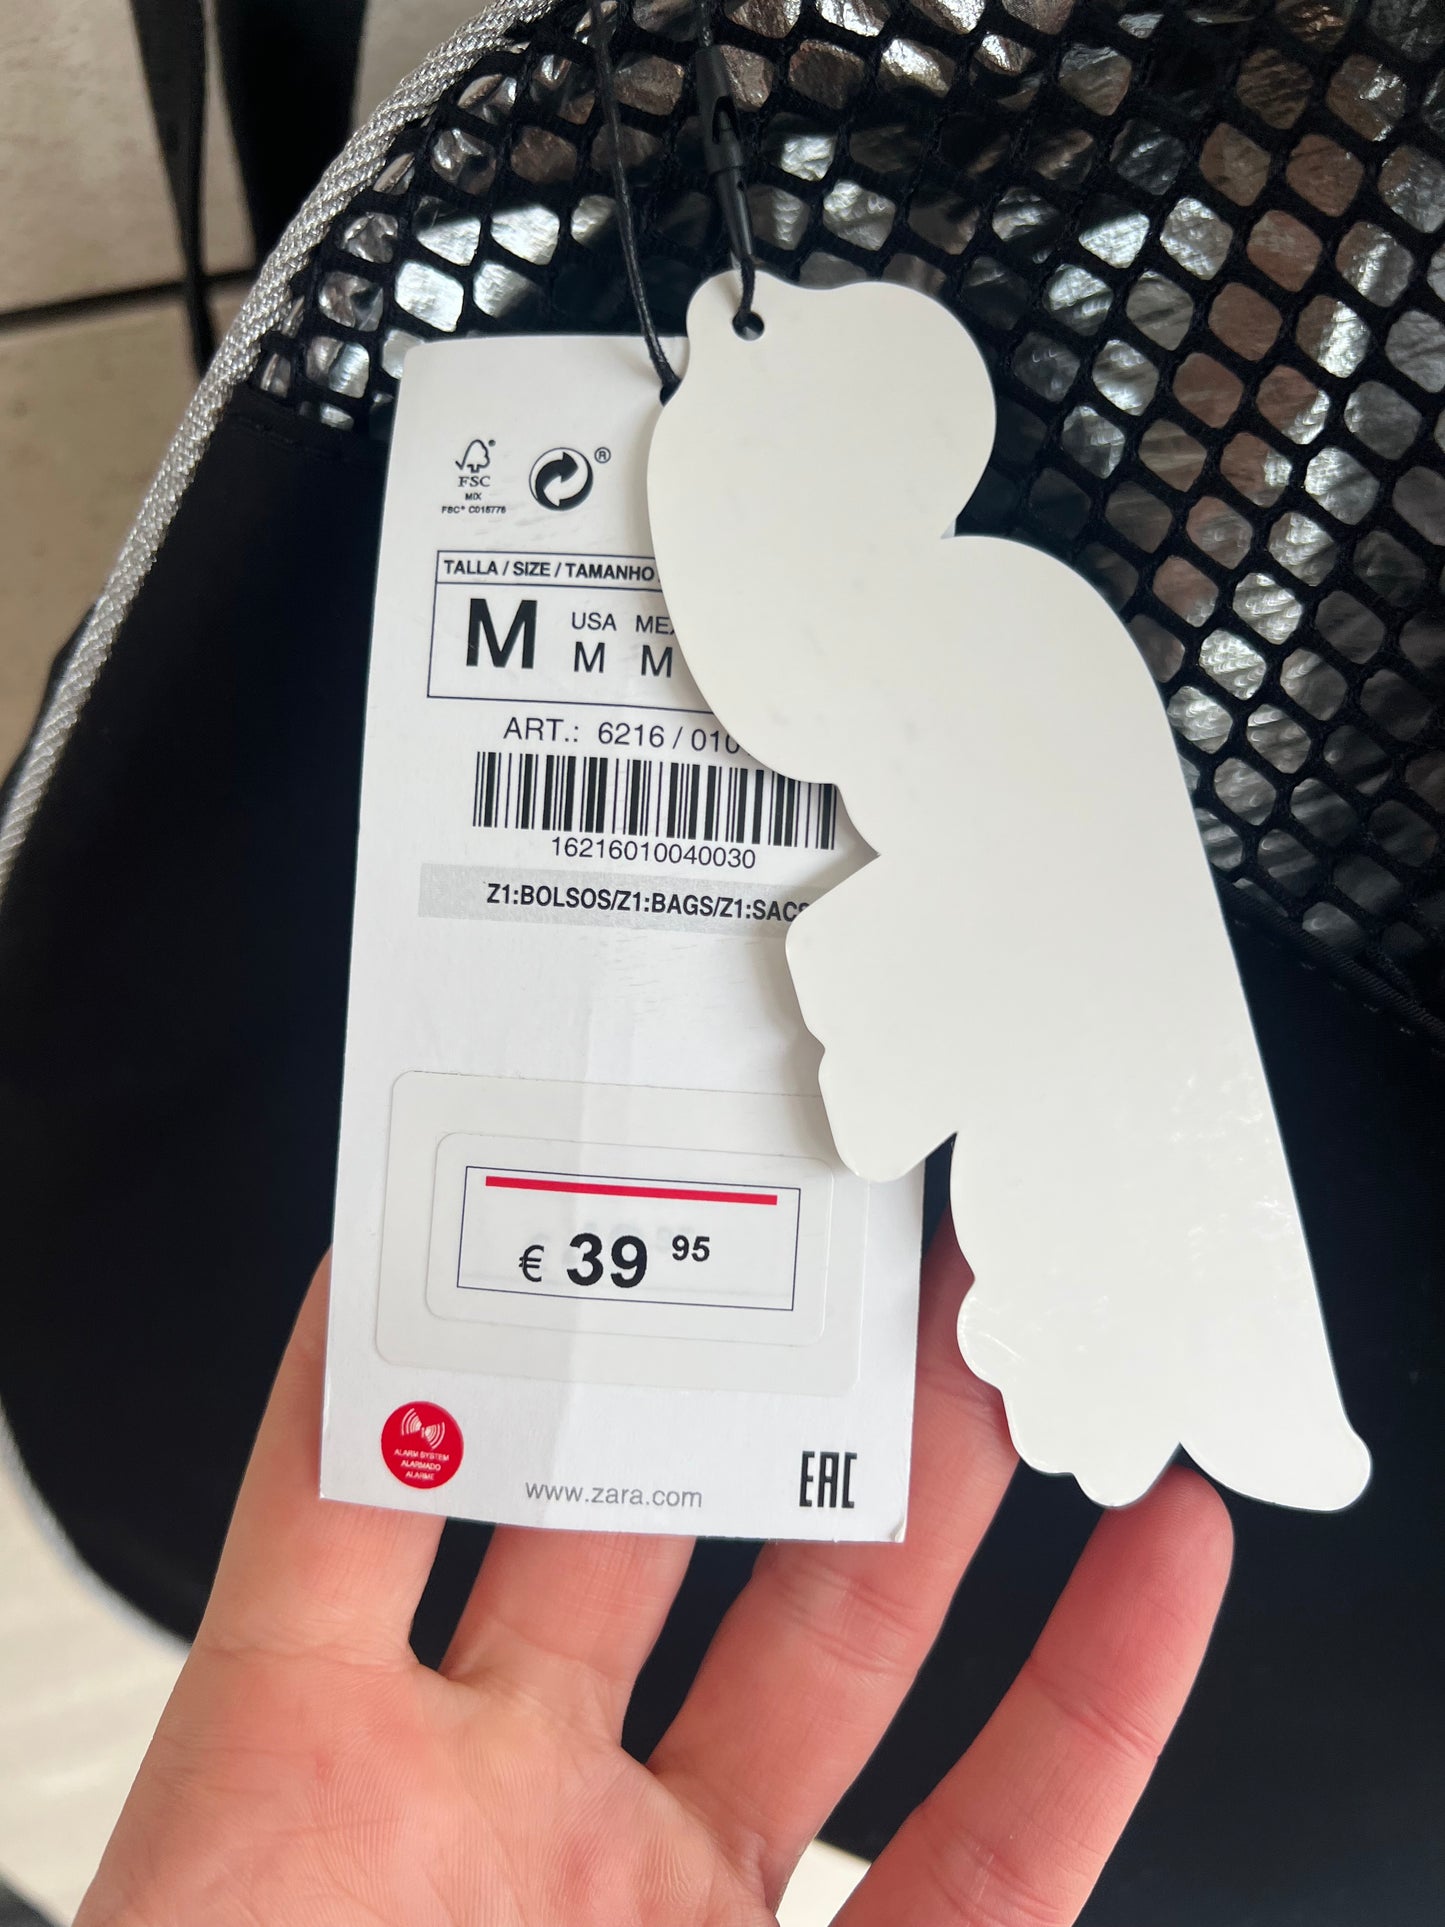 FSC
MIX
FSC® C015776
®
TALLA / SIZE / TAMANHO
M
USA
M
M
ART.: 6216 / 010
16216010040030
Z1:BOLSOS/Z1:BAGS/Z1:SACS
€ 39 95
ALARM SYSTEM
ALARMADO
ALARME
www.zara.com
EAC